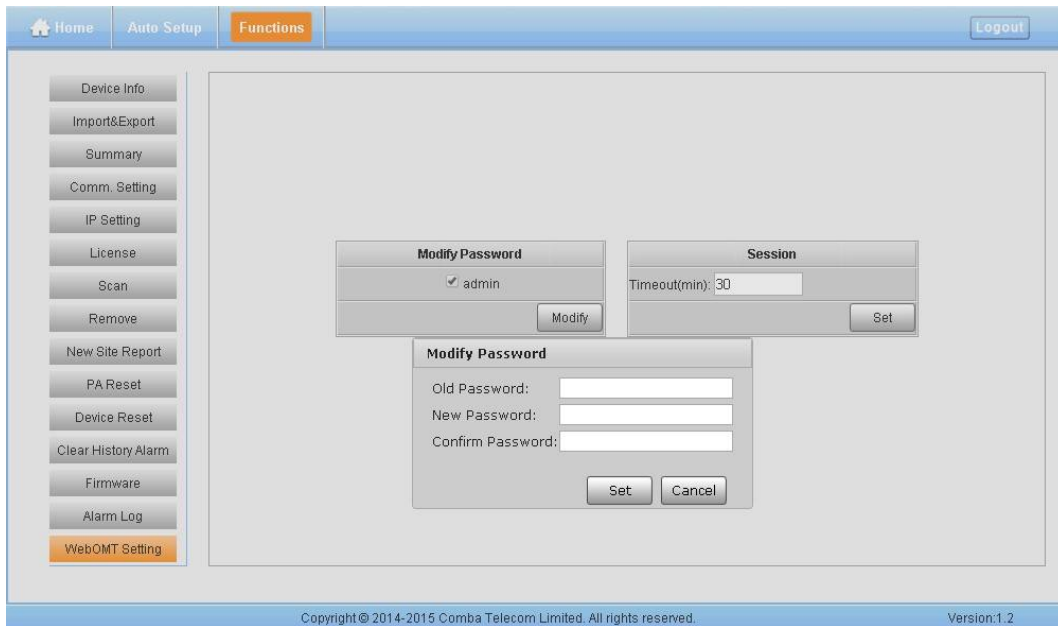 Home
Auto Setup
Functions
Logout
Device Info
Import&Export
Summary
Comm. Setting
IP Setting
License
Scan
Remove
New Site Report
PA Reset
Device Reset
Clear History Alarm
Firmware
Alarm Log
WebOMT Setting
Modify Password
admin
Modify
Session
Timeout(min): 30
Set
Modify Password
Old Password:
New Password:
Confirm Password:
Set
Cancel
Copyright © 2014-2015 Comba Telecom Limited. All rights reserved.
Version:1.2